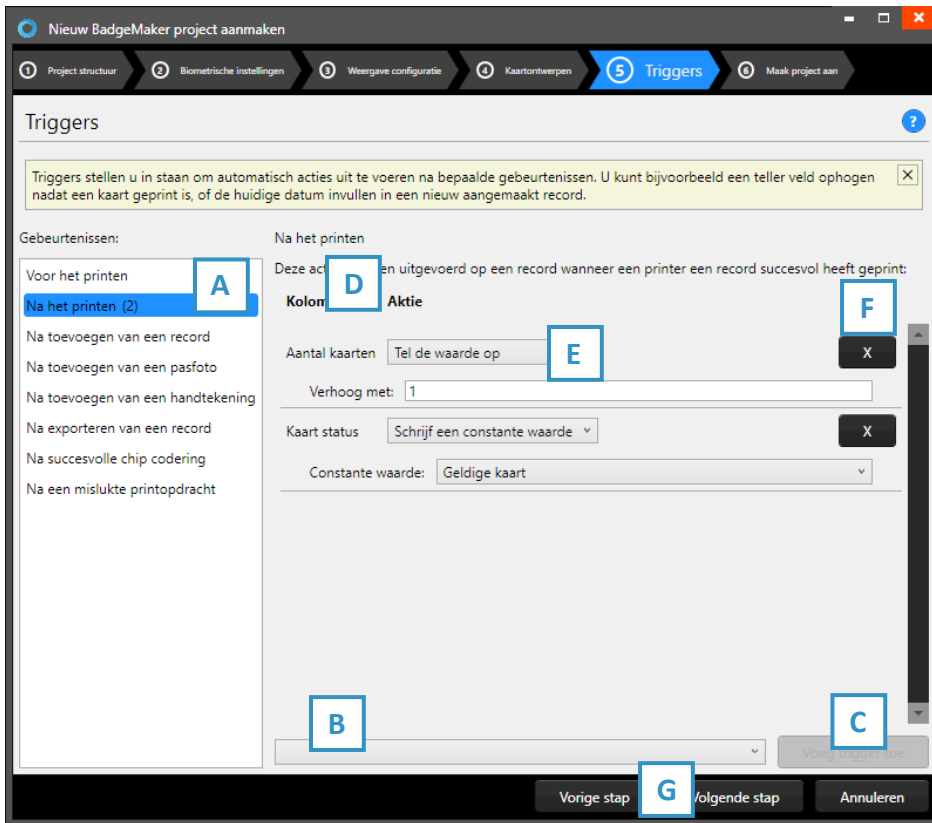 Nieuw BadgeMaker project aanmaken
1 Project structuur 2 Biometrische instellingen 3 Weergave configuratie 4 Kaartontwerpen 5 Triggers 6 Maak project aan
Triggers
?
Triggers stellen u in staan om automatisch acties uit te voeren na bepaalde gebeurtenissen. U kunt bijvoorbeeld een teller veld ophogen
nadat een kaart geprint is, of de huidige datum invullen in een nieuw aangemaakt record.
Gebeurtenissen:
Voor het printen
A
Na het printen (2)
Na toevoegen van een record
Na toevoegen van een pasfoto
Na toevoegen van een handtekening
Na exporteren van een record
Na succesvolle chip codering
Na een mislukte printopdracht
Na het printen
Deze act en uitgevoerd op een record wanneer een printer een record succesvol heeft geprint:
D
F
Kolom Aktie
Aantal kaarten Tel de waarde op E X
Verhoog met: 1
Kaart status Schrijf een constante waarde X
Constante waarde: Geldige kaart
B
C
Voeg trigger toe
Vorige stap G Volgende stap Annuleren